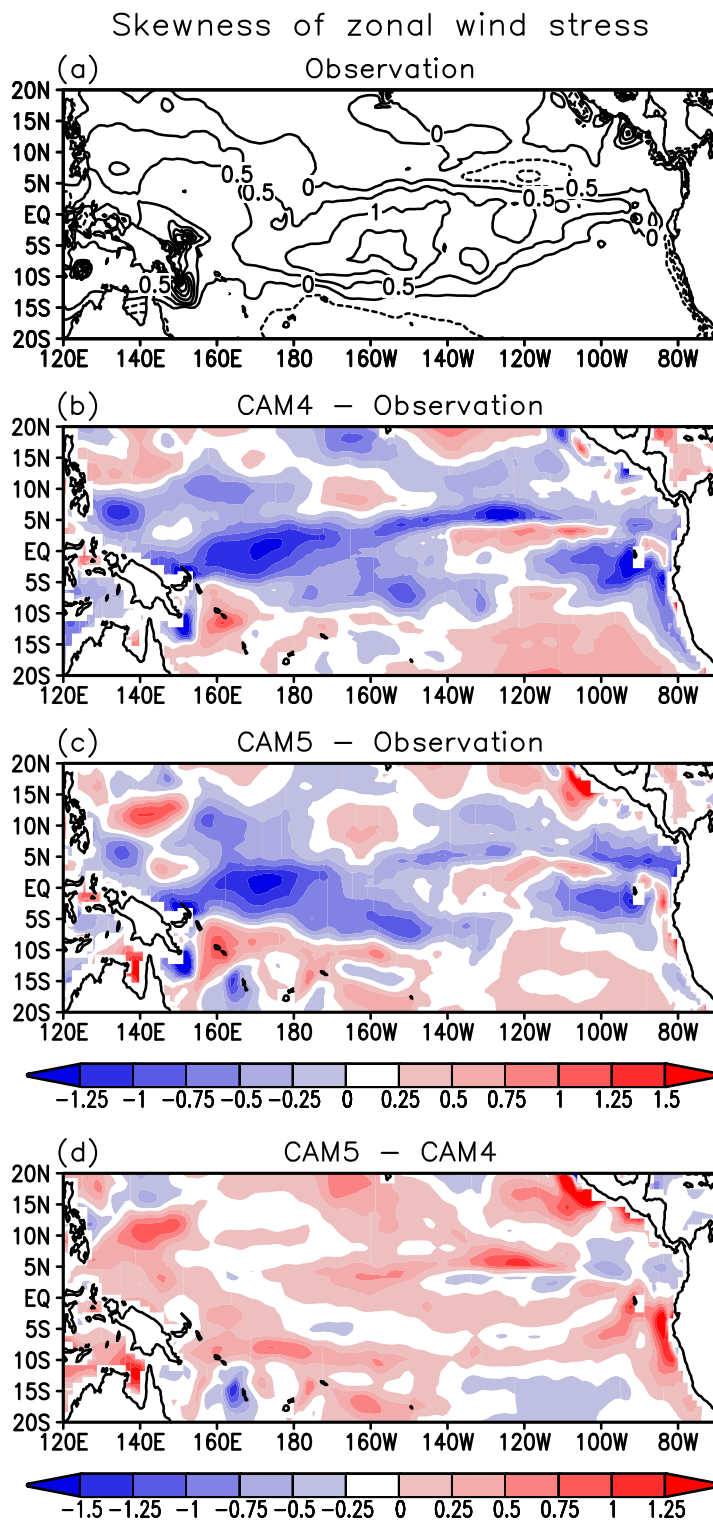 Skewness of zonal wind stress
(a) Observation
20N
15N
10N
5N
EQ
5S
10S
15S
20S
0
0.5
0.5
0
0.5
0.5
1
0
0.5
0
0.5
120E 140E 160E 180 160W 140W 120W 100W 80W
(b) CAM4 − Observation
20N
15N
10N
5N
EQ
5S
10S
15S
20S
120E 140E 160E 180 160W 140W 120W 100W 80W
(c) CAM5 − Observation
20N
15N
10N
5N
EQ
5S
10S
15S
20S
120E 140E 160E 180 160W 140W 120W 100W 80W
−1.25 −1 −0.75 −0.5 −0.25 0 0.25 0.5 0.75 1 1.25 1.5
(d) CAM5 − CAM4
20N
15N
10N
5N
EQ
5S
10S
15S
20S
120E 140E 160E 180 160W 140W 120W 100W 80W
−1.5 −1.25 −1 −0.75 −0.5 −0.25 0 0.25 0.5 0.75 1 1.25